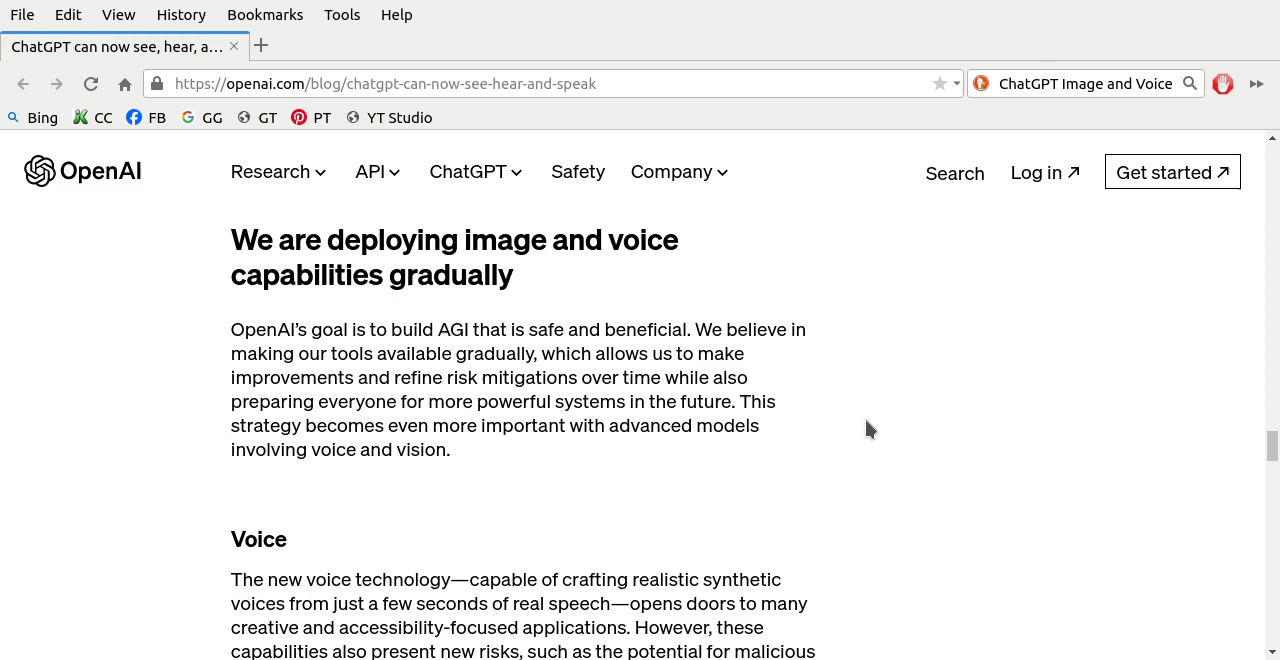 File Edit View History Bookmarks Tools Help
ChatGPT can now see, hear, a…
https://openai.com/blog/chatgpt-can-now-see-hear-and-speak ChatGPT Image and Voice
Bing CC FB GG GT PT YT Studio
OpenAI Research API ChatGPT Safety Company Search Log in Get started
We are deploying image and voice
capabilities gradually
OpenAI’s goal is to build AGI that is safe and beneficial. We believe in
making our tools available gradually, which allows us to make
improvements and refine risk mitigations over time while also
preparing everyone for more powerful systems in the future. This
strategy becomes even more important with advanced models
involving voice and vision.
Voice
The new voice technology—capable of crafting realistic synthetic
voices from just a few seconds of real speech—opens doors to many
creative and accessibility-focused applications. However, these
capabilities also present new risks, such as the potential for malicious